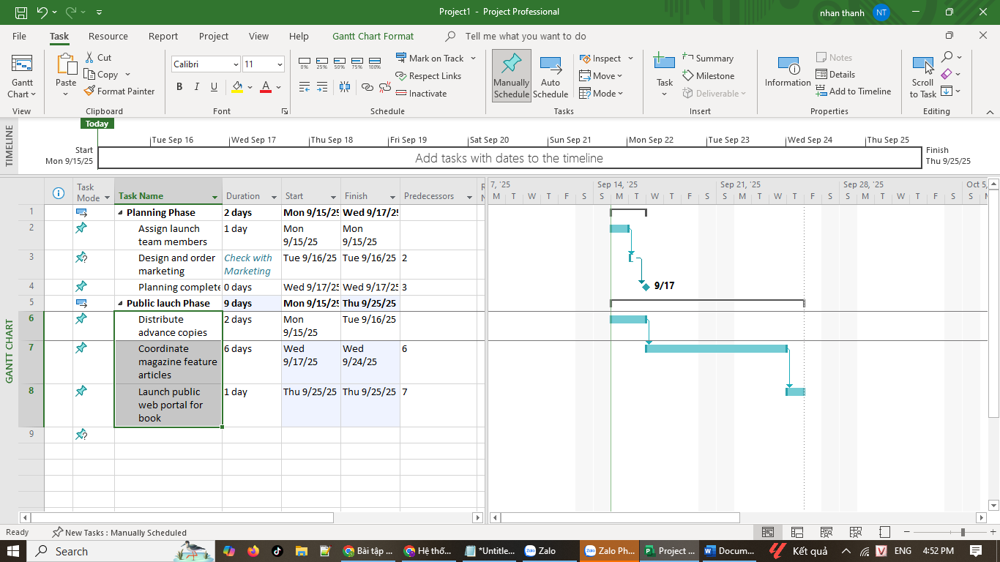 Project1 - Project Professional
nhan thanh
NT
File
Task
Resource
Report
Project
View
Help
Gantt Chart Format
Tell me what you want to do
Gantt
Chart
View
Paste
Cut
Copy
Format Painter
Clipboard
Calibri
11
B I U
A
Font
0% 25% 50% 75% 100%
Mark on Track
Respect Links
Inactivate
Schedule
Manually
Schedule
Auto
Schedule
Inspect
Move
Mode
Tasks
Task
Summary
Milestone
Deliverable
Insert
Information
Notes
Details
Add to Timeline
Properties
Scroll
to Task
Editing
TIMELINE
Today
Tue Sep 16
Wed Sep 17
Thu Sep 18
Fri Sep 19
Sat Sep 20
Sun Sep 21
Mon Sep 22
Tue Sep 23
Wed Sep 24
Thu Sep 25
Start
Mon 9/15/25
Add tasks with dates to the timeline
Finish
Thu 9/25/25
GANTT CHART
Task
Mode
Task Name
Duration
Start
Finish
Predecessors
R
N
7, '25
Sep 14, '25
Sep 21, '25
Sep 28, '25
Oct 5,
M T W T F S S M T W T F S S M T W T F S S M T W T F S S M
1 Planning Phase 2 days Mon 9/15/25 Wed 9/17/25
2 Assign launch
team members
1 day
Mon
9/15/25
Mon
9/15/25
3 Design and order
marketing
Check with
Marketing
Tue 9/16/25
Tue 9/16/25
2
4 Planning complete 0 days Wed 9/17/25 Wed 9/17/25 3
9/17
5 Public lauch Phase 9 days Mon 9/15/25 Thu 9/25/25
6 Distribute
advance copies
2 days
Mon
9/15/25
Tue 9/16/25
7 Coordinate
magazine feature
articles
6 days
Wed
9/17/25
Wed
9/24/25
6
8 Launch public
web portal for
book
1 day
Thu 9/25/25
Thu 9/25/25
7
9
Ready
New Tasks : Manually Scheduled
Search
Bài tập ...
Hệ thố...
*Untitle...
Zalo
Zalo Ph...
Project ...
Docum...
Kết quả
ENG
4:52 PM